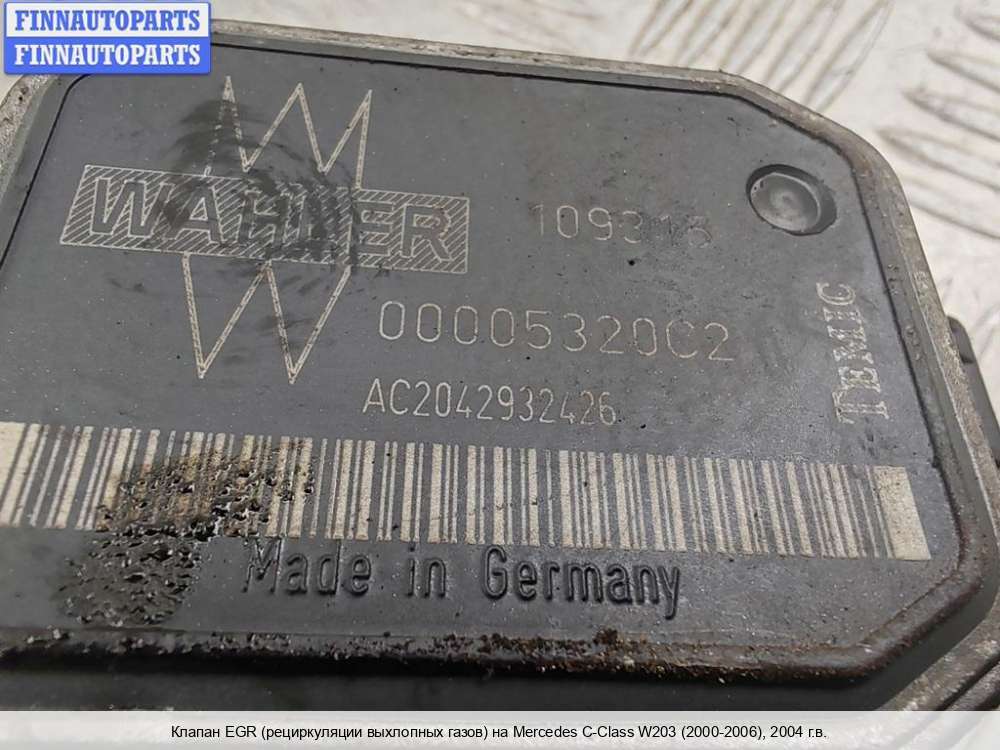 FINNAUTOPARTS
FINNAUTOPARTS
WAHLER
00005320C2
AC2042932426
TEMIC
Made in Germany
Клапан EGR (рециркуляции выхлопных газов) на Mercedes C-Class W203 (2000-2006), 2004 г.в.